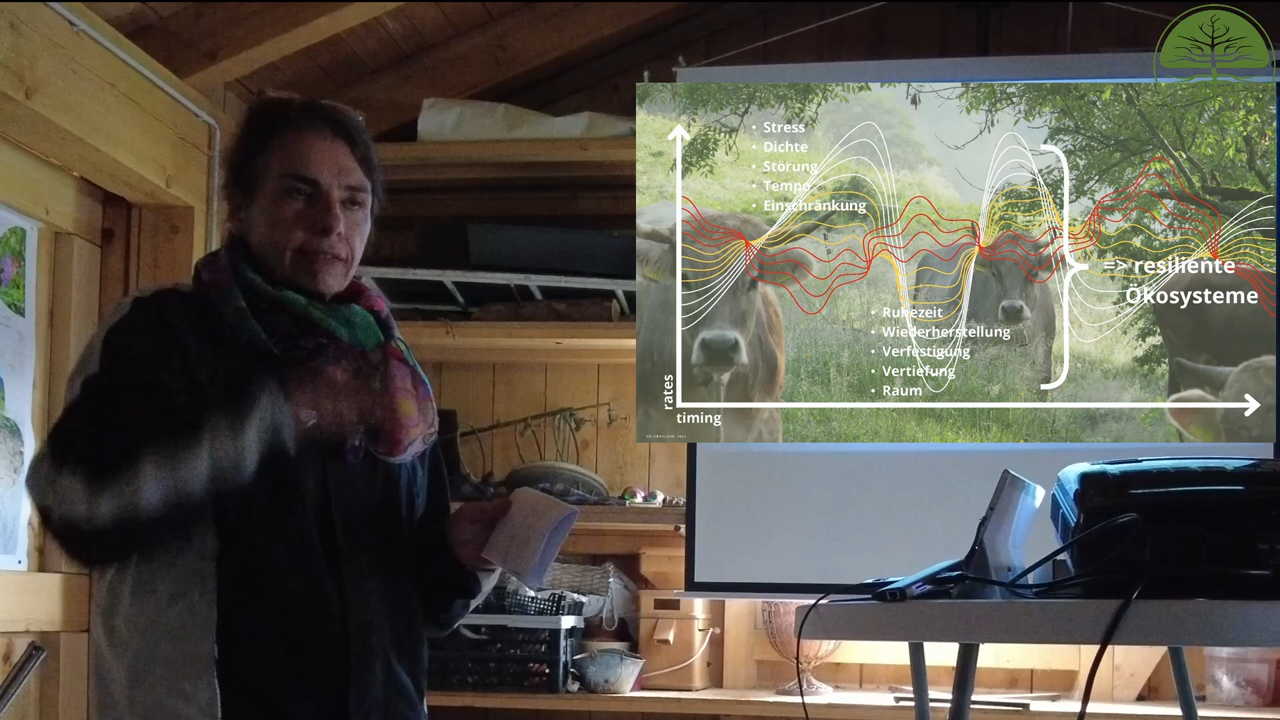 • Stress
• Dichte
• Störung
• Tempo
• Einschränkung
=> resiliente
Ökosysteme
• Ruhezeit
• Wiederherstellung
• Verfestigung
• Vertiefung
• Raum
rates
timing